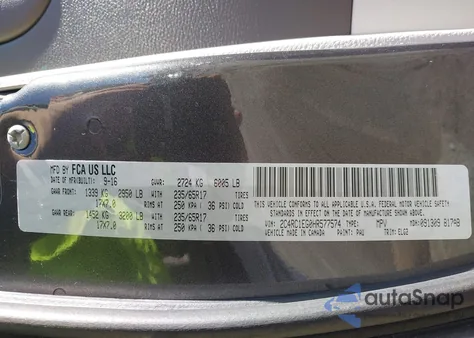 MFD BY FCA US LLC
DATE OF MFR(BUILT): 9-16 GVWR: 2724 KG 6005 LB
GAWR FRONT: 1339 KG 2950 LB WITH 235/65R17 TIRES
17X7.0 RIMS AT 250 KPA ( 36 PSI) COLD
GAWR REAR: 1452 KG 3200 LB WITH 235/65R17 TIRES
17X7.0 RIMS AT 250 KPA ( 36 PSI) COLD
THIS VEHICLE CONFORMS TO ALL APPLICABLE U.S.A. FEDERAL MOTOR VEHICLE SAFETY
STANDARDS IN EFFECT ON THE DATE OF MANUFACTURE SHOWN ABOVE.
VIN: 2C4RC1EG0HR577574 TYPE: MPV
VEHICLE MADE IN CANADA PAINT: PAU TRIM: ELG2
MDH:091309 817AB
autoSnap